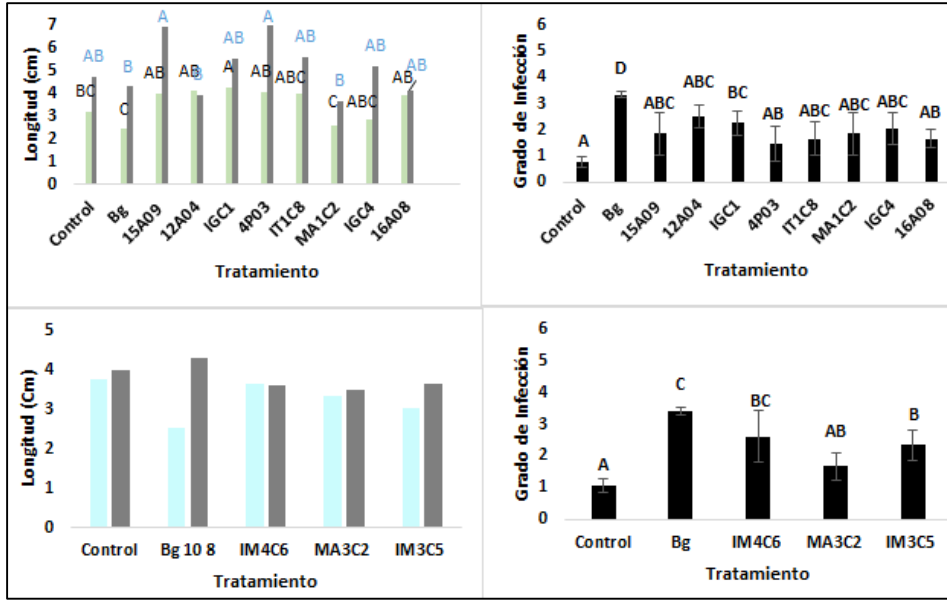 Longitud (cm)
7
6
5
4
3
2
1
0
BC AB
C B
AB A
AB B
A AB
AB A
ABC AB
C B
ABC AB
AB AB
Control Bg 15A09 12A04 IGC1 4P03 IT1C8 MA1C2 IGC4 16A08
Tratamiento
Grado de Infección
6
5
4
3
2
1
0
A D ABC ABC BC AB ABC ABC ABC AB
Control Bg 15A09 12A04 IGC1 4P03 IT1C8 MA1C2 IGC4 16A08
Tratamiento
Longitud (Cm)
5
4
3
2
1
0
Control Bg 10 8 IM4C6 MA3C2 IM3C5
Tratamiento
Grado de Infección
6
5
4
3
2
1
0
A C BC AB B
Control Bg IM4C6 MA3C2 IM3C5
Tratamiento